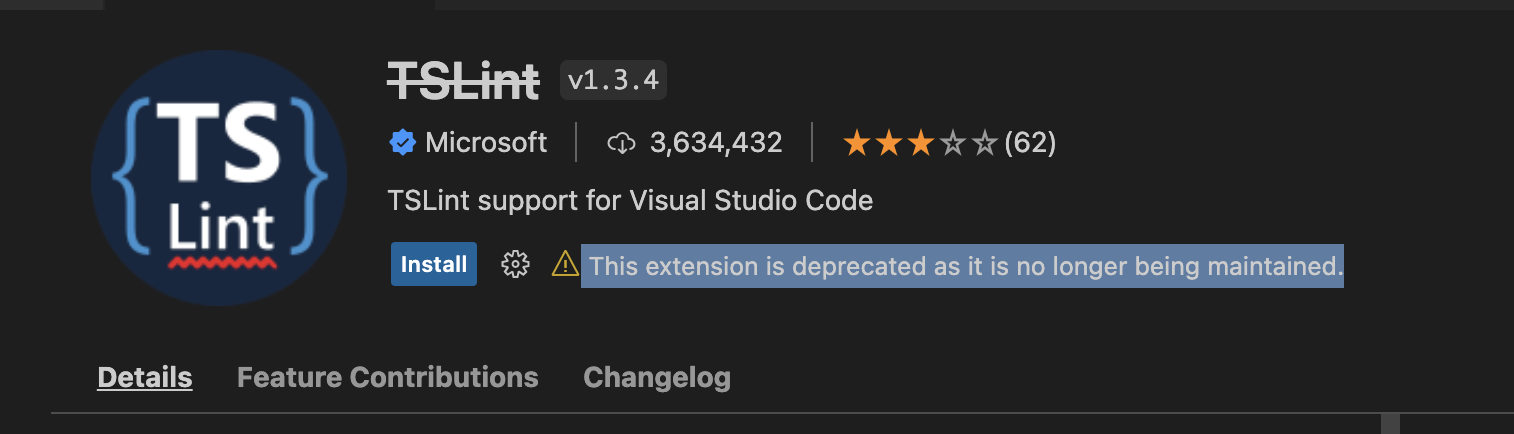 TS
Lint
TSLint v1.3.4
Microsoft 3,634,432 (62)
TSLint support for Visual Studio Code
Install This extension is deprecated as it is no longer being maintained.
Details Feature Contributions Changelog